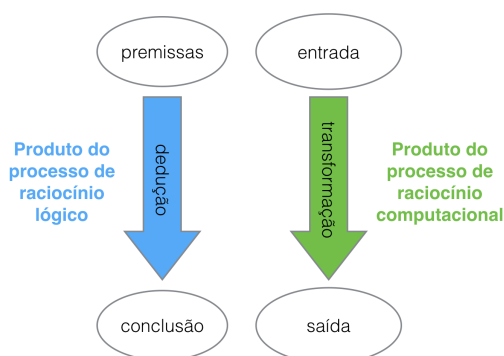 premissas
entrada
Produto do
processo de
raciocínio
lógico
dedução
transformação
Produto do
processo de
raciocínio
computacional
conclusão
saída